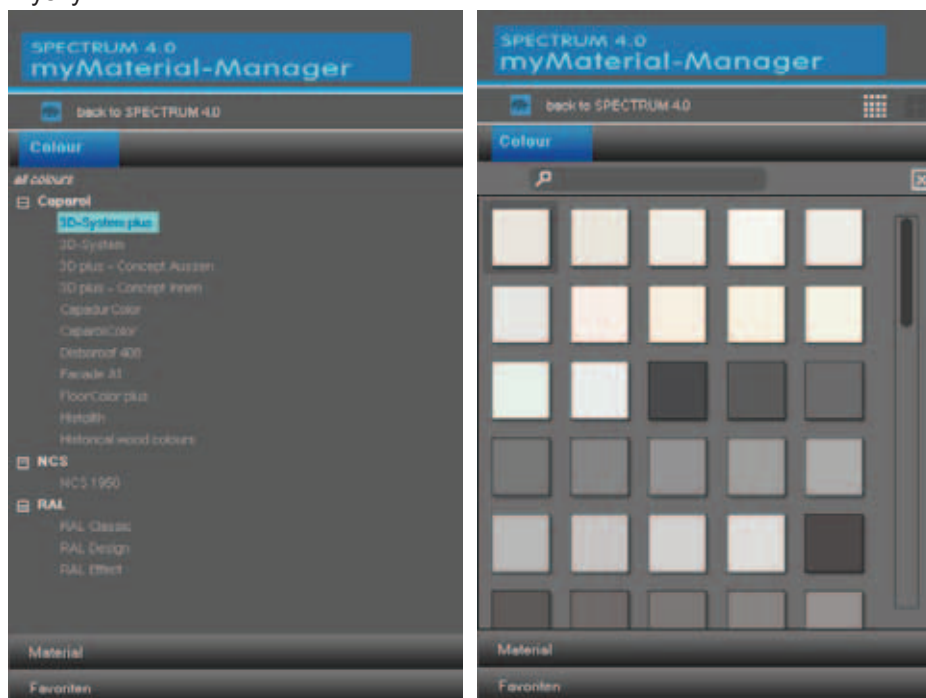 SPECTRUM 4.0
myMaterial-Manager
back to SPECTRUM 4.0
Colour
all colours
Caparol
3D-System plus
3D-System
3D plus - Concept Aussen
3D plus - Concept Innen
Capadur Color
CaparolColor
Disboroof 408
Facade A1
FloorColor plus
Histolith
Historical wood colours
NCS
NCS 1950
RAL
RAL Classic
RAL Design
RAL Effect
Material
Favoriten
SPECTRUM 4.0
myMaterial-Manager
back to SPECTRUM 4.0
Colour
Material
Favoriten